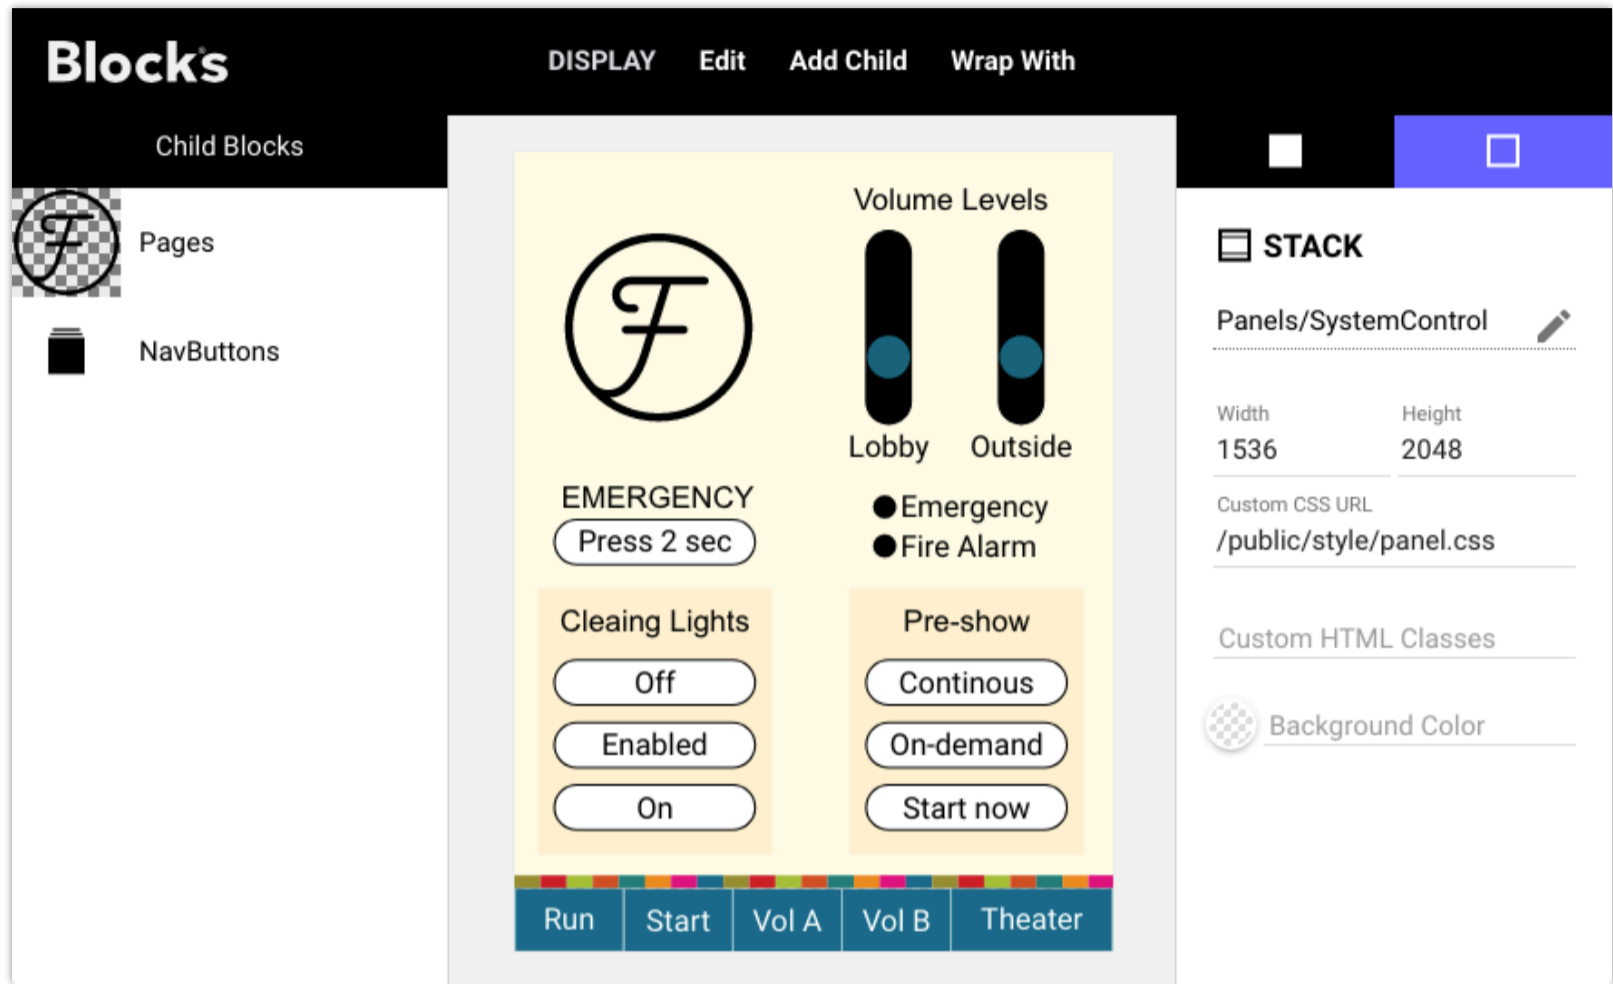 Blocks
DISPLAY Edit Add Child Wrap With
Child Blocks
Pages
NavButtons
Volume Levels
Lobby Outside
EMERGENCY
Press 2 sec
Emergency
Fire Alarm
Cleaing Lights
Off
Enabled
On
Pre-show
Continous
On-demand
Start now
Run Start Vol A Vol B Theater
STACK
Panels/SystemControl
Width Height
1536 2048
Custom CSS URL
/public/style/panel.css
Custom HTML Classes
Background Color